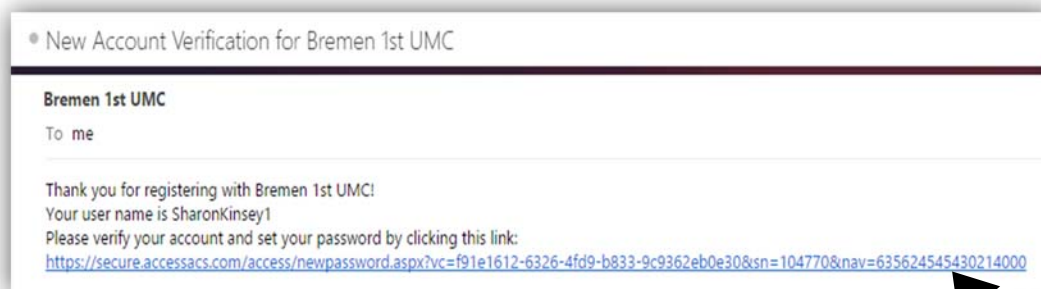 New Account Verification for Bremen 1st UMC
Bremen 1st UMC
To me
Thank you for registering with Bremen 1st UMC!
Your user name is SharonKinsey1
Please verify your account and set your password by clicking this link:
https://secure.accessacs.com/access/newpassword.aspx?vc=f91e1612-6326-4fd9-b833-9c9362eb0e30&sn=104770&nav=635624545430214000